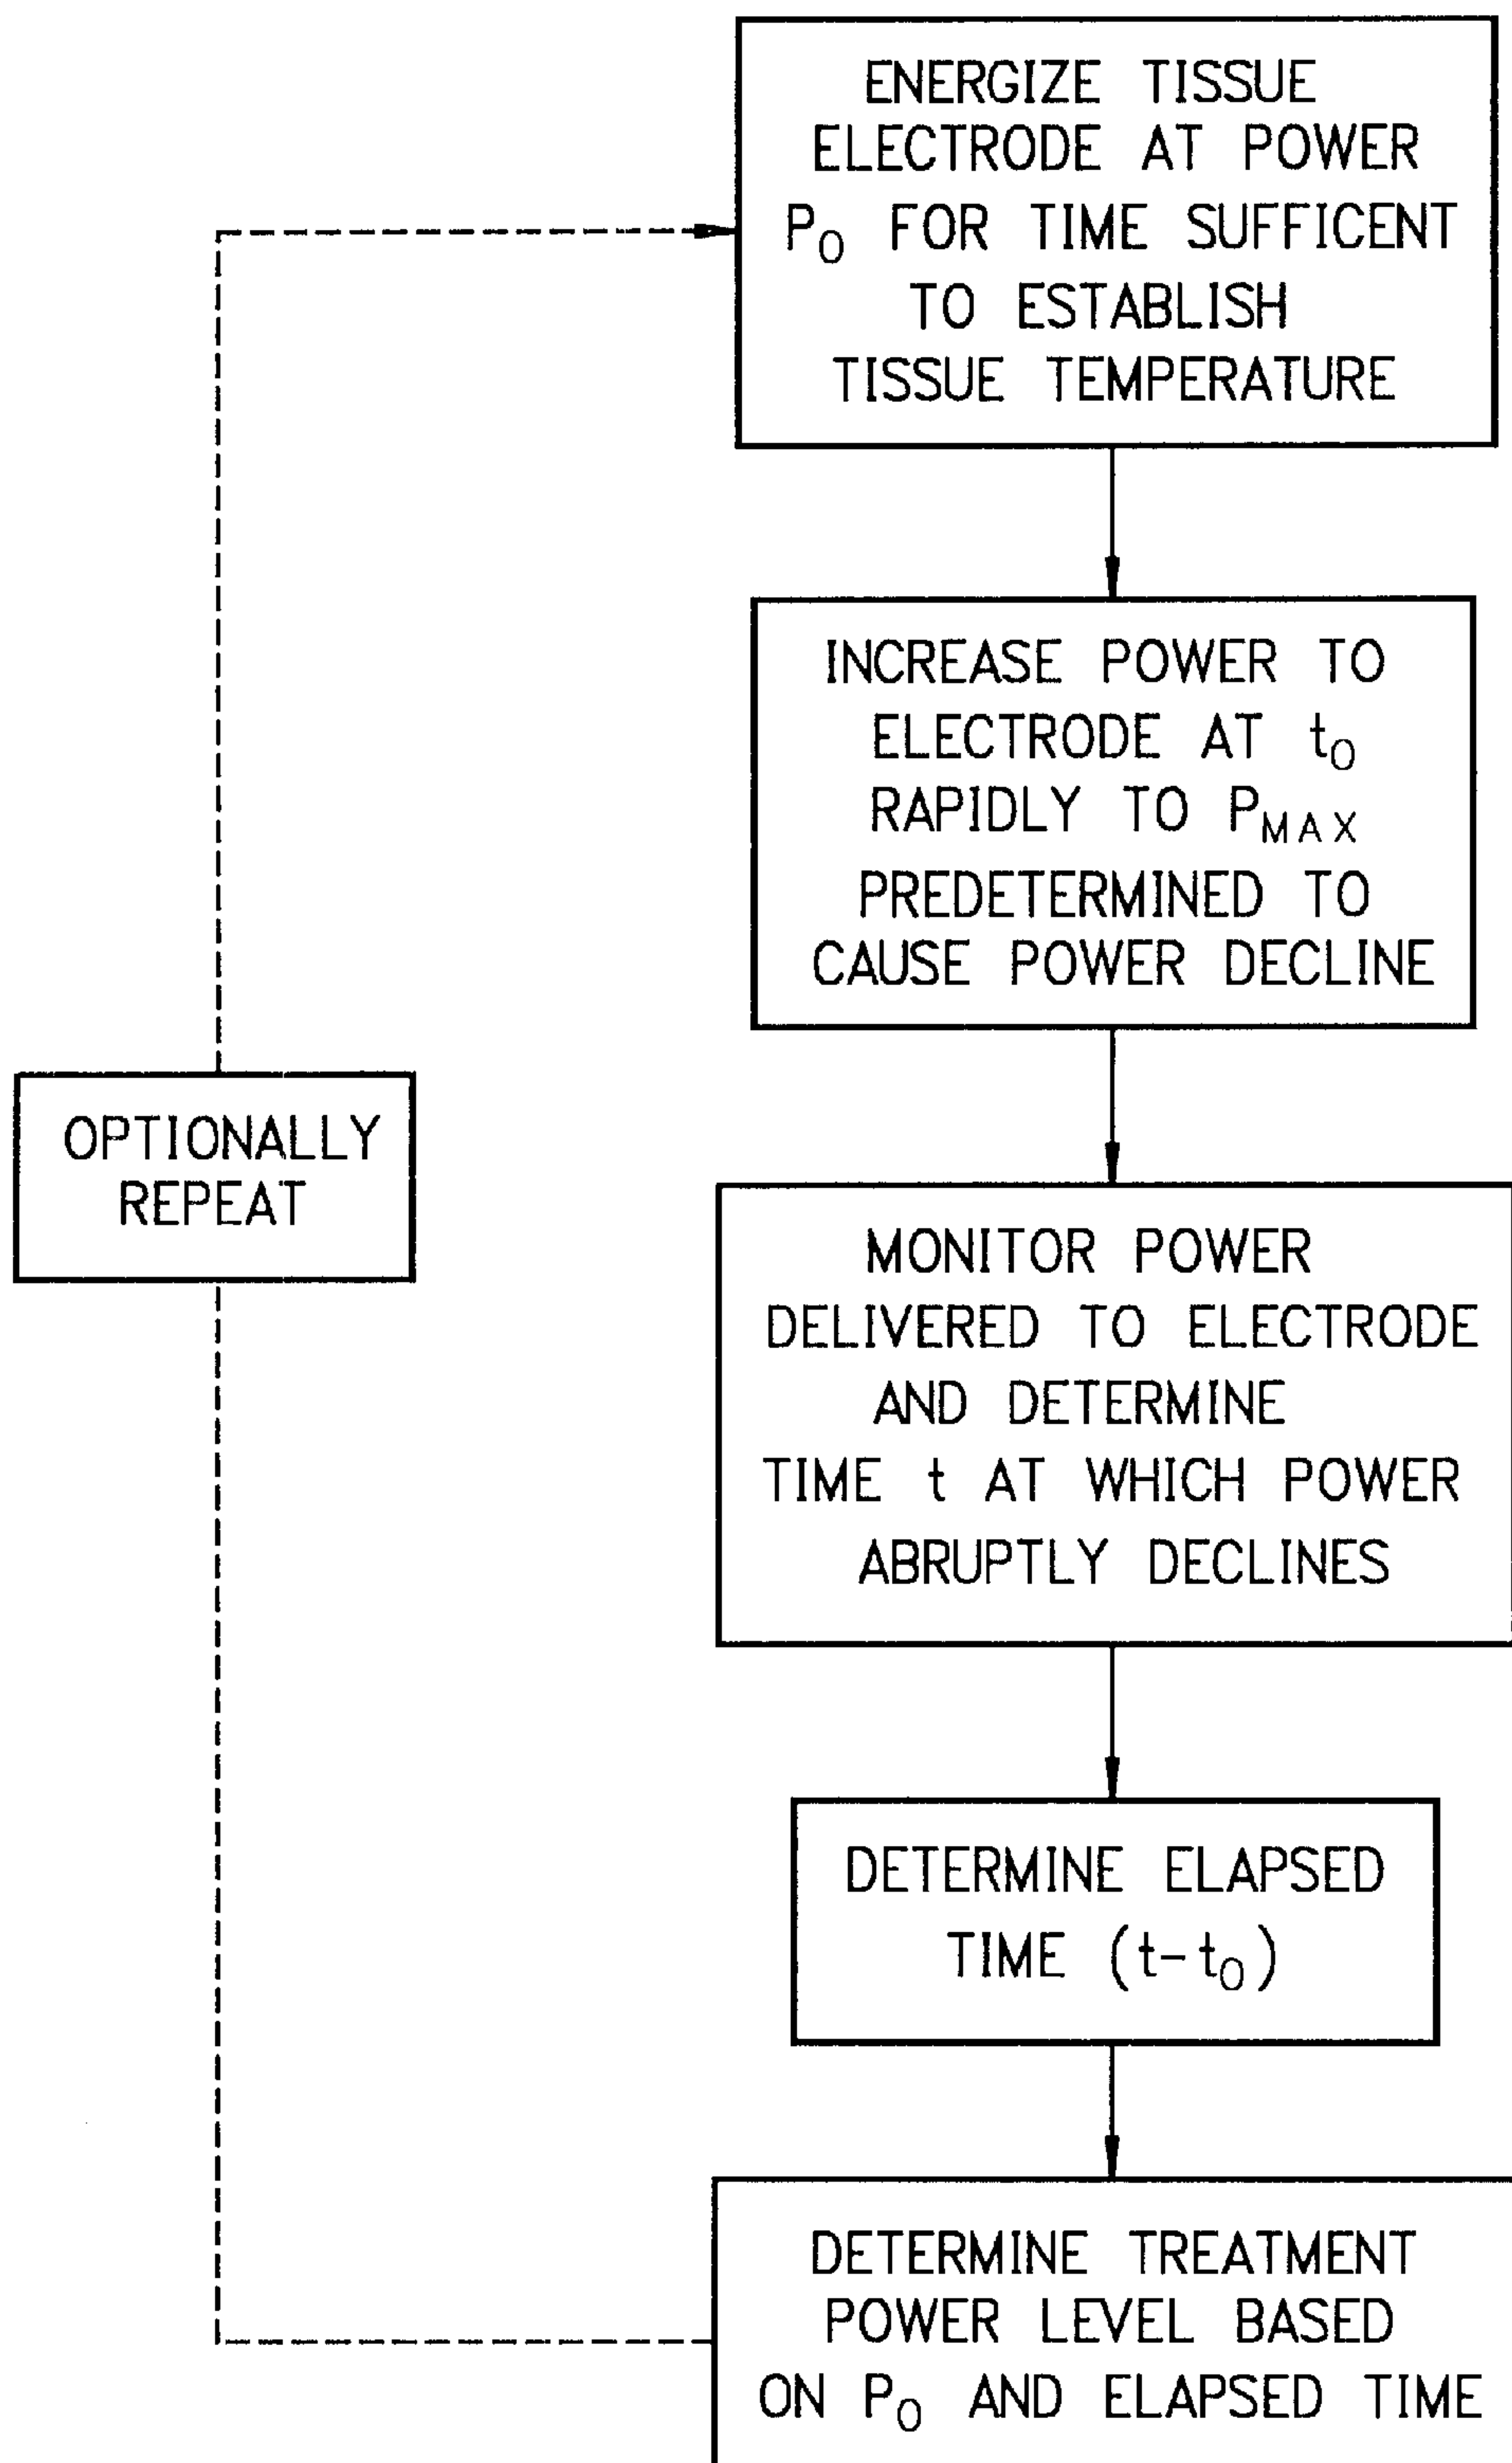 ENERGIZE TISSUE
ELECTRODE AT POWER
P₀ FOR TIME SUFFICENT
TO ESTABLISH
TISSUE TEMPERATURE
INCREASE POWER TO
ELECTRODE AT t₀
RAPIDLY TO P_MAX
PREDETERMINED TO
CAUSE POWER DECLINE
OPTIONALLY
REPEAT
MONITOR POWER
DELIVERED TO ELECTRODE
AND DETERMINE
TIME t AT WHICH POWER
ABRUPTLY DECLINES
DETERMINE ELAPSED
TIME (t-t₀)
DETERMINE TREATMENT
POWER LEVEL BASED
ON P₀ AND ELAPSED TIME